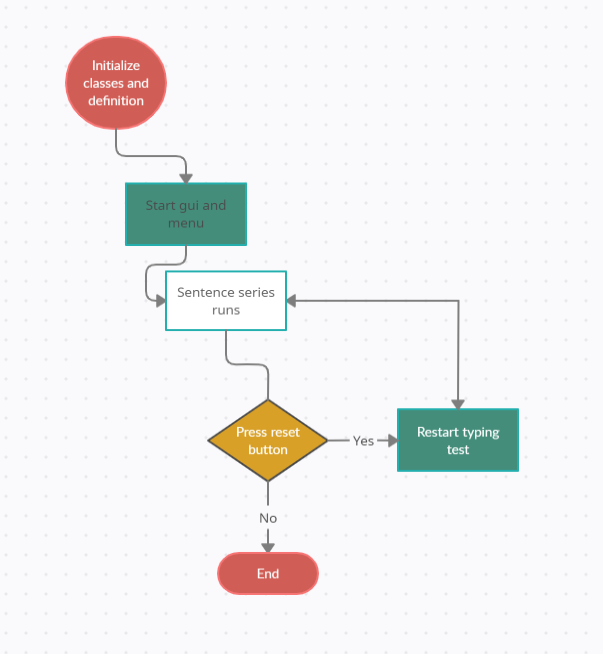 Initialize
classes and
definition
Start gui and
menu
Sentence series
runs
Press reset
button
Yes
Restart typing
test
No
End